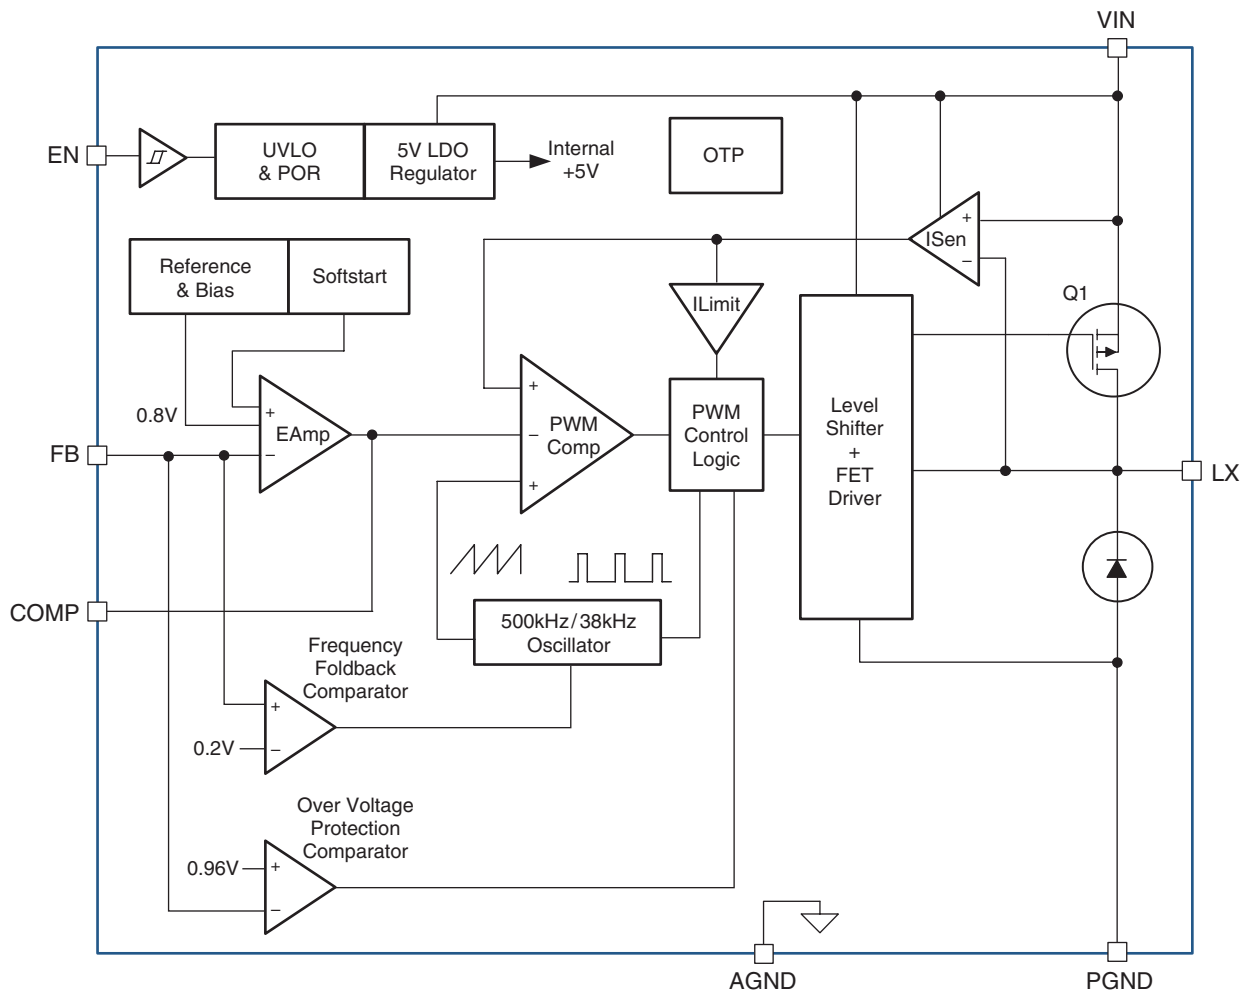 VIN
EN
UVLO
& POR
5V LDO
Regulator
Internal
+5V
OTP
Reference
& Bias
Softstart
+
ISen
–
ILimit
Q1
0.8V
+
EAmp
–
FB
+
–
PWM
Comp
+
PWM
Control
Logic
Level
Shifter
+
FET
Driver
LX
COMP
500kHz/38kHz
Oscillator
Frequency
Foldback
Comparator
+
0.2V
–
Over Voltage
Protection
Comparator
0.96V
+
–
AGND
PGND